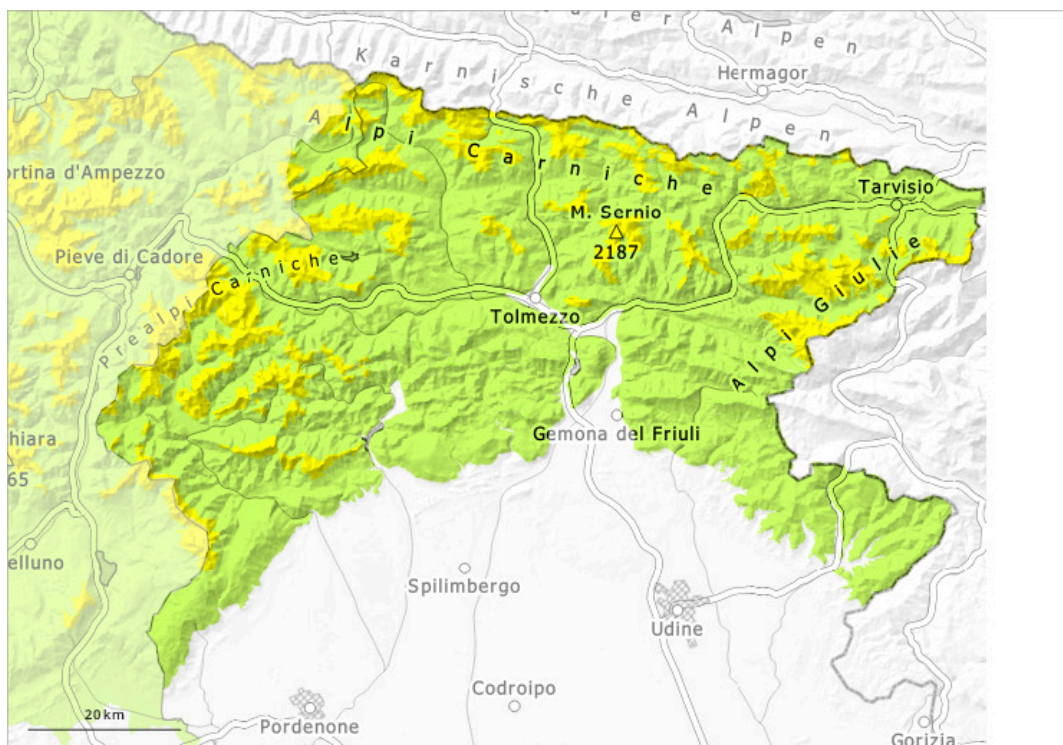 Alpen
Karnische Alpen
Hermagor
Alpi Carniche
ortina d'Ampezzo
Tarvisio
M. Sernio
2187
Pieve di Cadore
Prealpi Carniche
Alpi Giulie
Tolmezzo
Gemona del Friuli
hiara
65
elluno
Spilimbergo
Udine
Codroipo
20 km
Pordenone
Gorizia